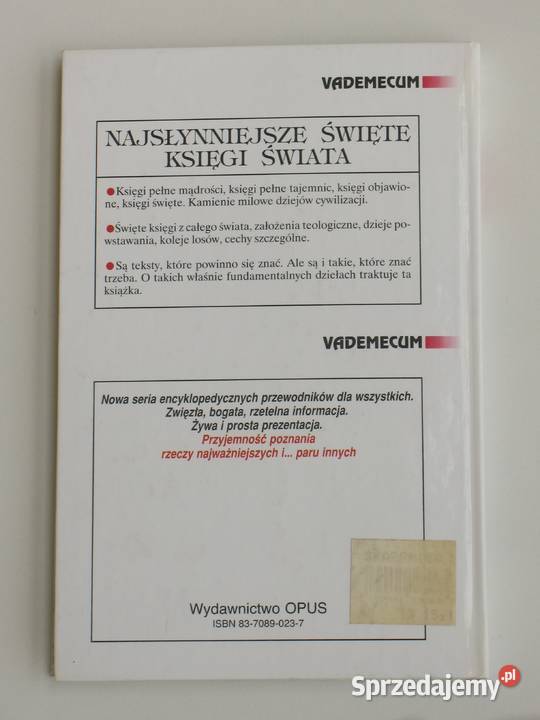 VADEMECUM
NAJSŁYNNIEJSZE ŚWIĘTE
KSIĘGI ŚWIATA
●Księgi pełne mądrości, księgi pełne tajemnic, księgi objawio-
ne, księgi święte. Kamienie milowe dziejów cywilizacji.
●Święte księgi z całego świata, założenia teologiczne, dzieje po-
wstawania, koleje losów, cechy szczególne.
●Są teksty, które powinno się znać. Ale są i takie, które znać
trzeba. O takich właśnie fundamentalnych dziełach traktuje ta
książka.
VADEMECUM
Nowa seria encyklopedycznych przewodników dla wszystkich.
Zwięzła, bogata, rzetelna informacja.
Żywa i prosta prezentacja.
Przyjemność poznania
rzeczy najważniejszych i... paru innych
Wydawnictwo OPUS
ISBN 83-7089-023-7
Sprzedajemy.pl